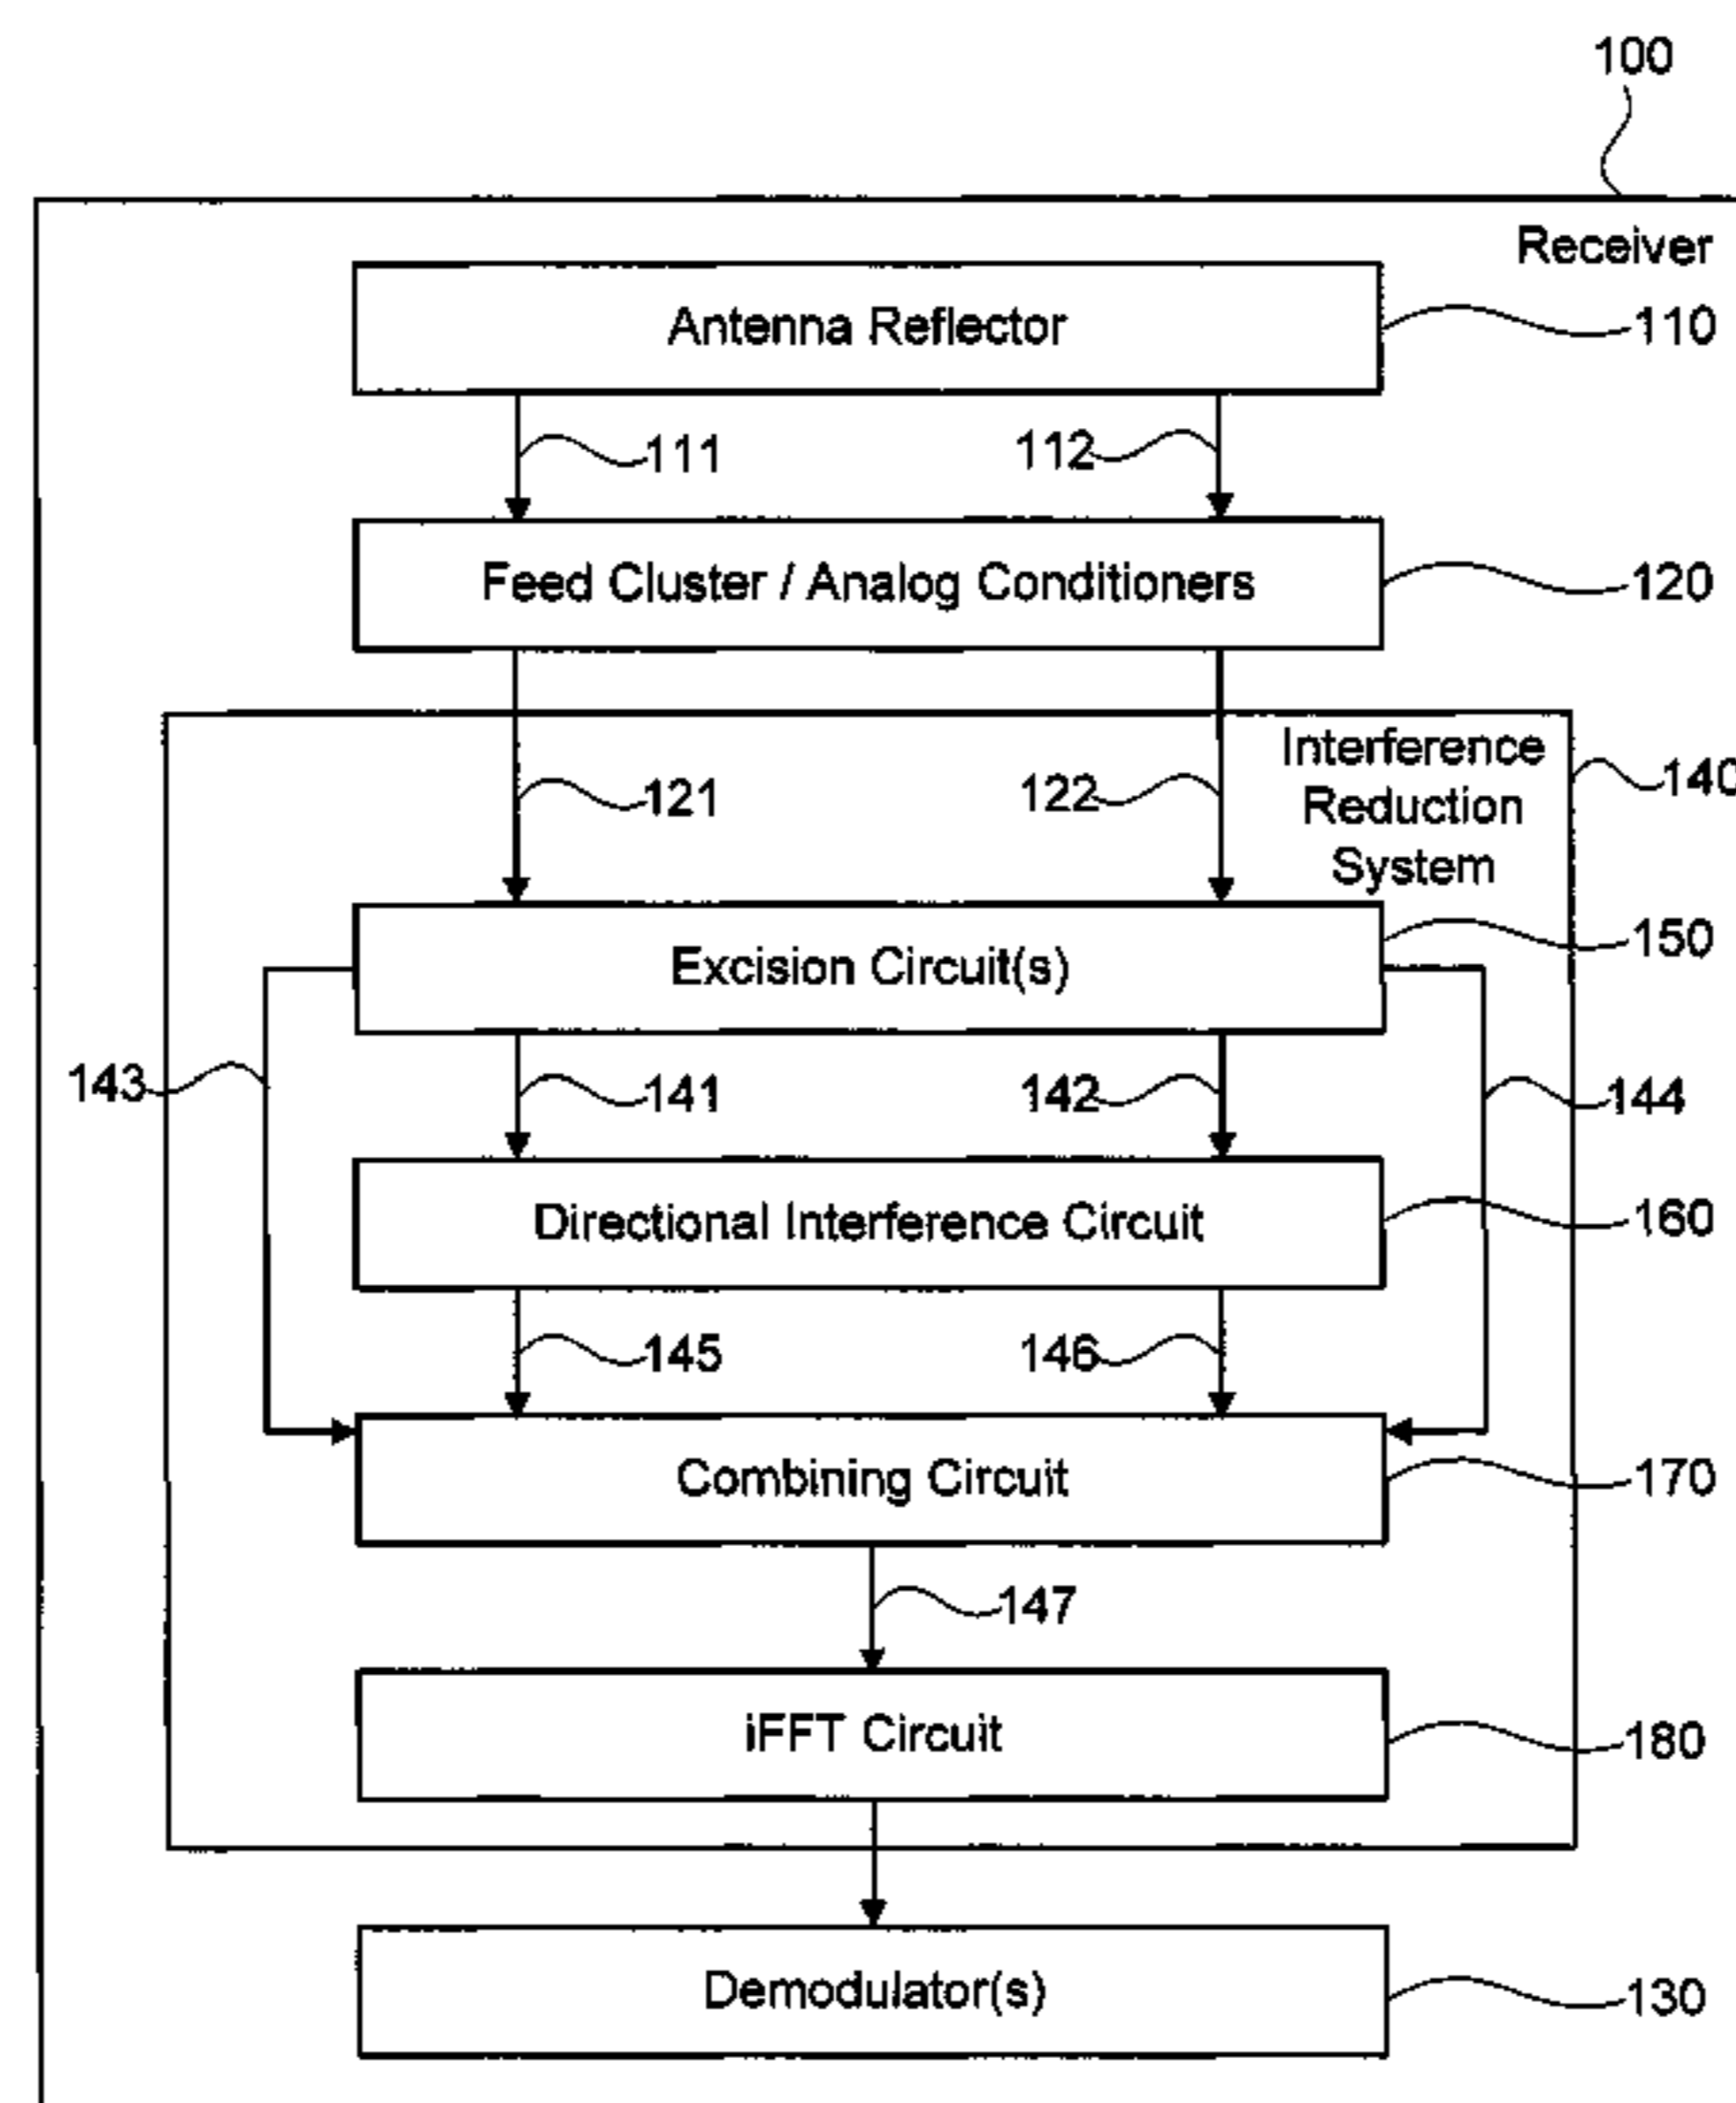 100
Receiver
Antenna Reflector
110
111
112
Feed Cluster / Analog Conditioners
120
Interference
Reduction
System
140
121
122
Excision Circuit(s)
150
143
141
142
144
Directional Interference Circuit
160
145
146
Combining Circuit
170
147
iFFT Circuit
180
Demodulator(s)
130